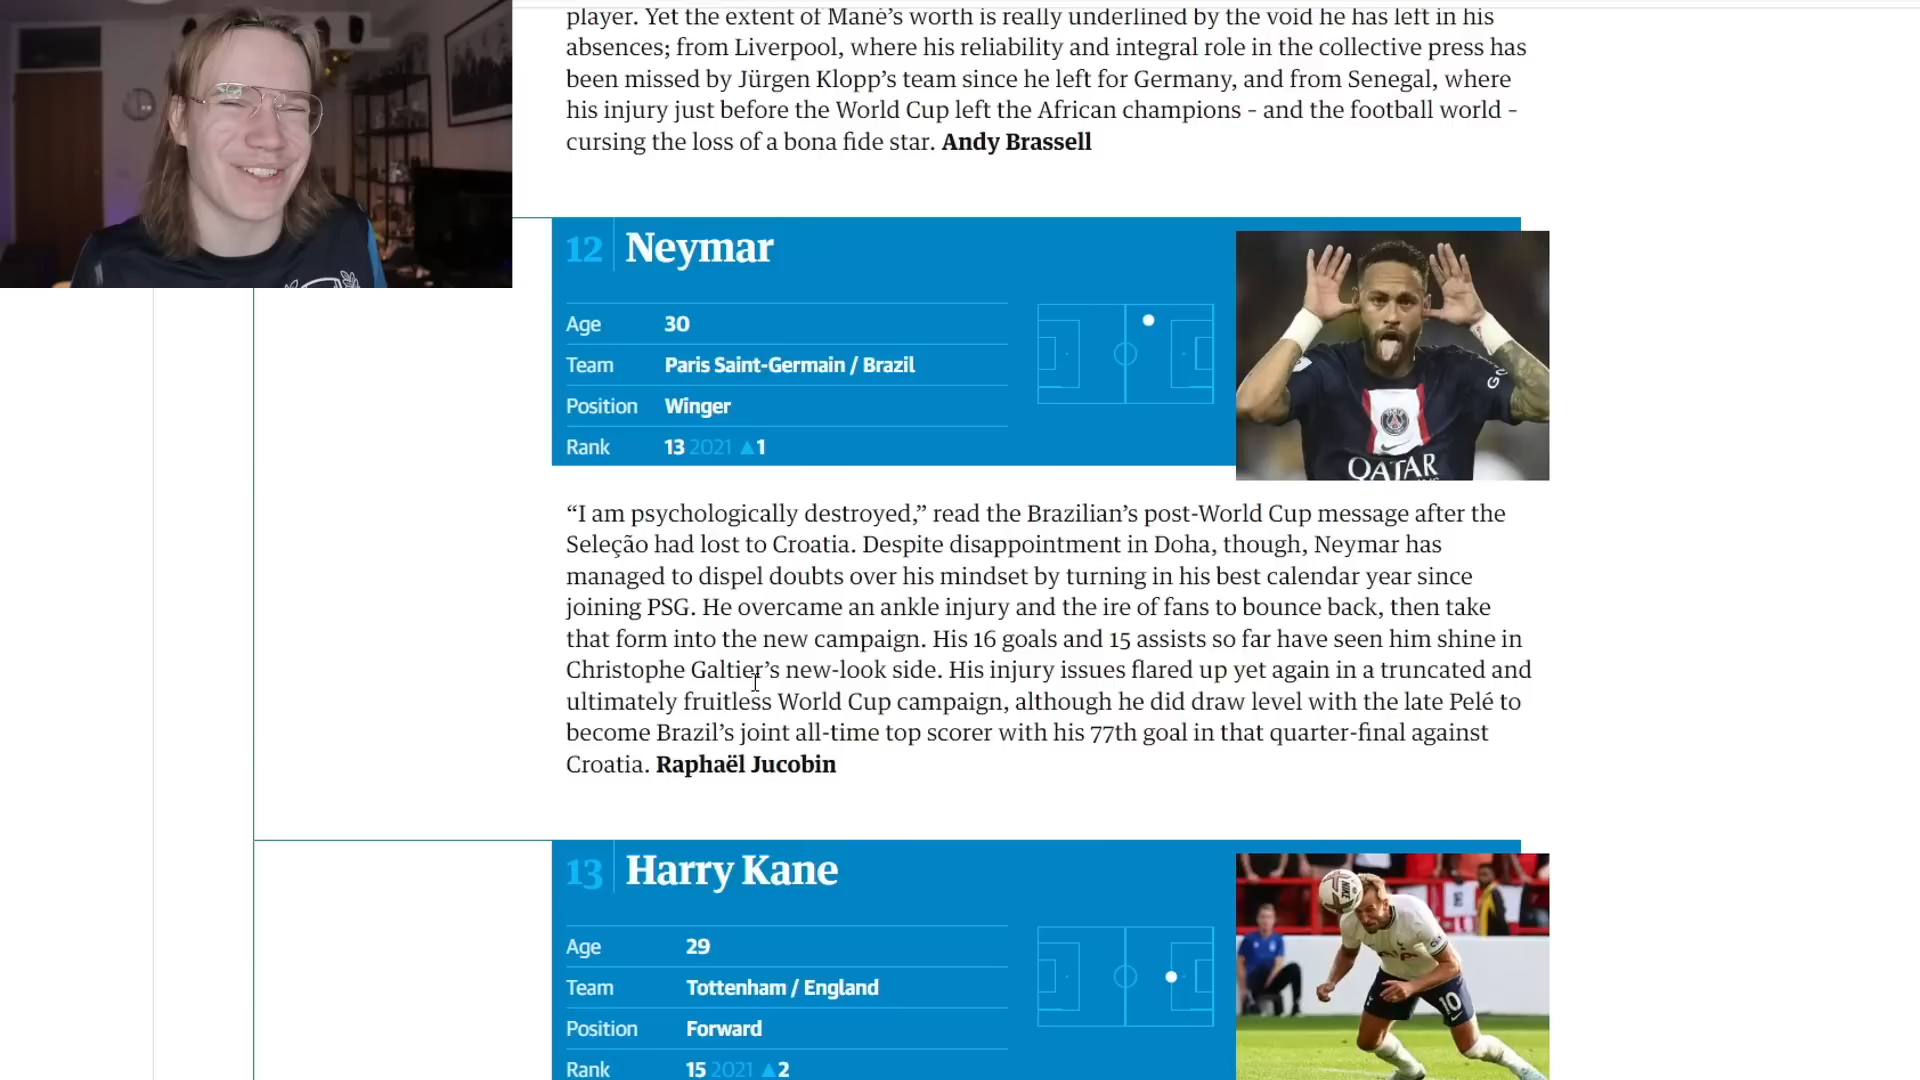 player. Yet the extent of Mané's worth is really underlined by the void he has left in his
absences; from Liverpool, where his reliability and integral role in the collective press has
been missed by Jürgen Klopp's team since he left for Germany, and from Senegal, where
his injury just before the World Cup left the African champions – and the football world –
cursing the loss of a bona fide star. Andy Brassell
12 Neymar
Age 30
Team Paris Saint-Germain / Brazil
Position Winger
Rank 13 2021 ▲1
GO
QATAR
“I am psychologically destroyed,” read the Brazilian’s post-World Cup message after the
Seleção had lost to Croatia. Despite disappointment in Doha, though, Neymar has
managed to dispel doubts over his mindset by turning in his best calendar year since
joining PSG. He overcame an ankle injury and the ire of fans to bounce back, then take
that form into the new campaign. His 16 goals and 15 assists so far have seen him shine in
Christophe Galtier’s new-look side. His injury issues flared up yet again in a truncated and
ultimately fruitless World Cup campaign, although he did draw level with the late Pelé to
become Brazil’s joint all-time top scorer with his 77th goal in that quarter-final against
Croatia. Raphaël Jucobin
13 Harry Kane
Age 29
Team Tottenham / England
Position Forward
Rank 15 2021 ▲2
10